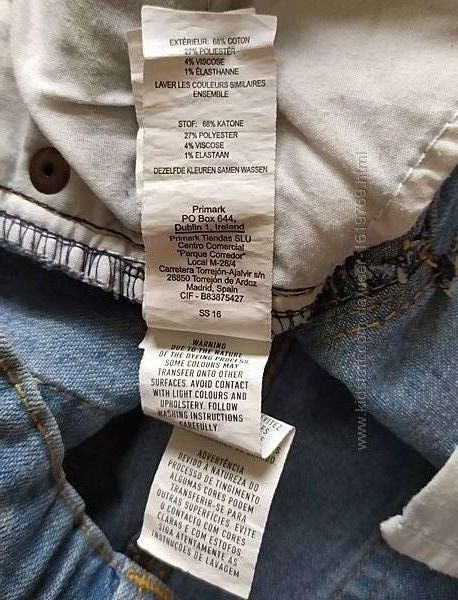 EXTÉRIEUR: 68% COTON
27% POLIESTER
4% VISCOSE
1% ÉLASTHANNE
LAVER LES COULEURS SIMILAIRES
ENSEMBLE
STOF: 68% KATONE
27% POLYESTER
4% VISCOSE
1% ELASTAAN
DEZELFDE KLEUREN SAMEN WASSEN
Primark
PO Box 644,
Dublin 1, Ireland
Primark Tiendas SLU
Centro Comercial
"Parque Corredor"
Local M-28/4
Carretera Torrejón-Ajalvir s/n
28850 Torrejón de Ardoz
Madrid, Spain
CIF - B83875427
SS 16
WARNING
DUE TO THE NATURE
OF THE DYEING PROCESS
SOME COLOURS MAY
TRANSFER ONTO OTHER
SURFACES. AVOID CONTACT
WITH LIGHT COLOURS AND
UPHOLSTERY. FOLLOW
WASHING INSTRUCTIONS
CAREFULLY.
ADVERTÊNCIA
DEVIDO À NATUREZA DO
PROCESSO DE TINGIMENTO
ALGUMAS CORES PODEM
TRANSFERIR-SE PARA
OUTRAS SUPERFÍCIES. EVITE
O CONTACTO COM CORES
CLARAS E COM ESTOFOS.
SIGA ATENTAMENTE AS
INSTRUÇÕES DE LAVAGEM